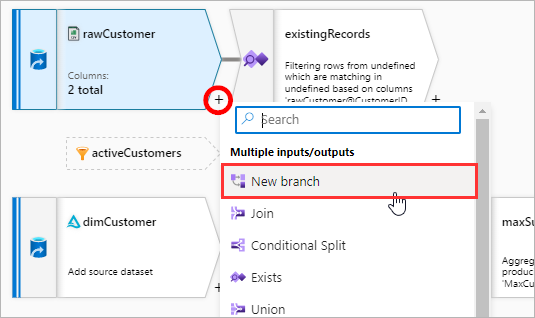 rawCustomer
Columns:
2 total
+
existingRecords
Filtering rows from undefined
which are matching in
undefined based on columns
'rawCustomer@CustomerID
+
activeCustomers
Search
Multiple inputs/outputs
New branch
Join
Conditional Split
Exists
Union
dimCustomer
Add source dataset
+
Aggreg
produc
'MaxCu